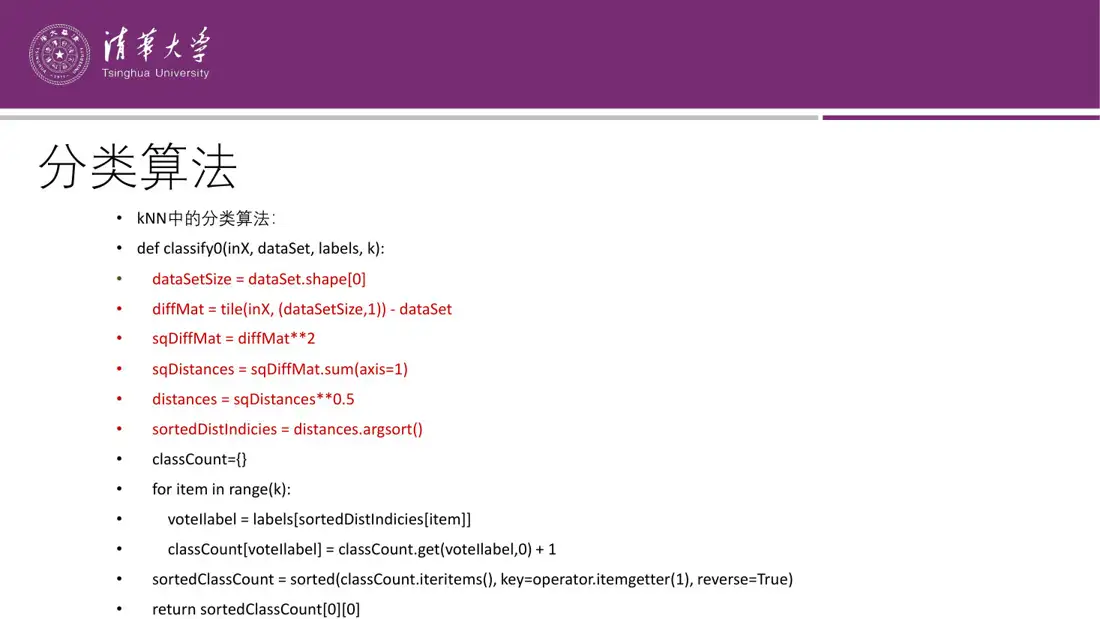 清华大学
Tsinghua University
分类算法
• kNN中的分类算法：
• def classify0(inX, dataSet, labels, k):
• dataSetSize = dataSet.shape[0]
• diffMat = tile(inX, (dataSetSize,1)) - dataSet
• sqDiffMat = diffMat**2
• sqDistances = sqDiffMat.sum(axis=1)
• distances = sqDistances**0.5
• sortedDistIndicies = distances.argsort()
• classCount={}
• for item in range(k):
• voteIlabel = labels[sortedDistIndicies[item]]
• classCount[voteIlabel] = classCount.get(voteIlabel,0) + 1
• sortedClassCount = sorted(classCount.iteritems(), key=operator.itemgetter(1), reverse=True)
• return sortedClassCount[0][0]